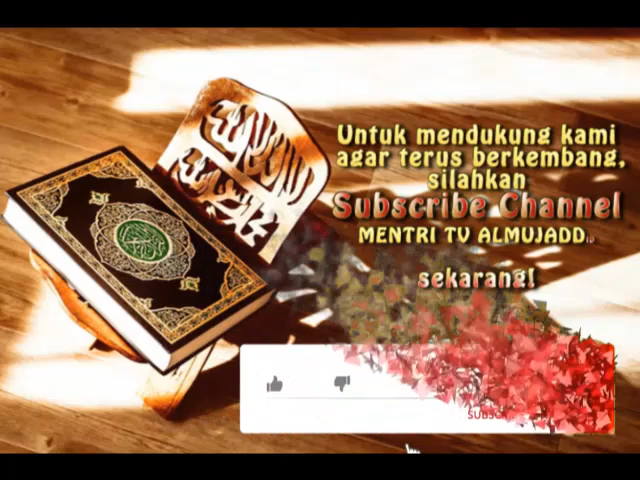 Untuk mendukung kami
agar terus berkembang,
silahkan
Subscribe Channel
MENTRI TV ALMUJADD
sekarang!